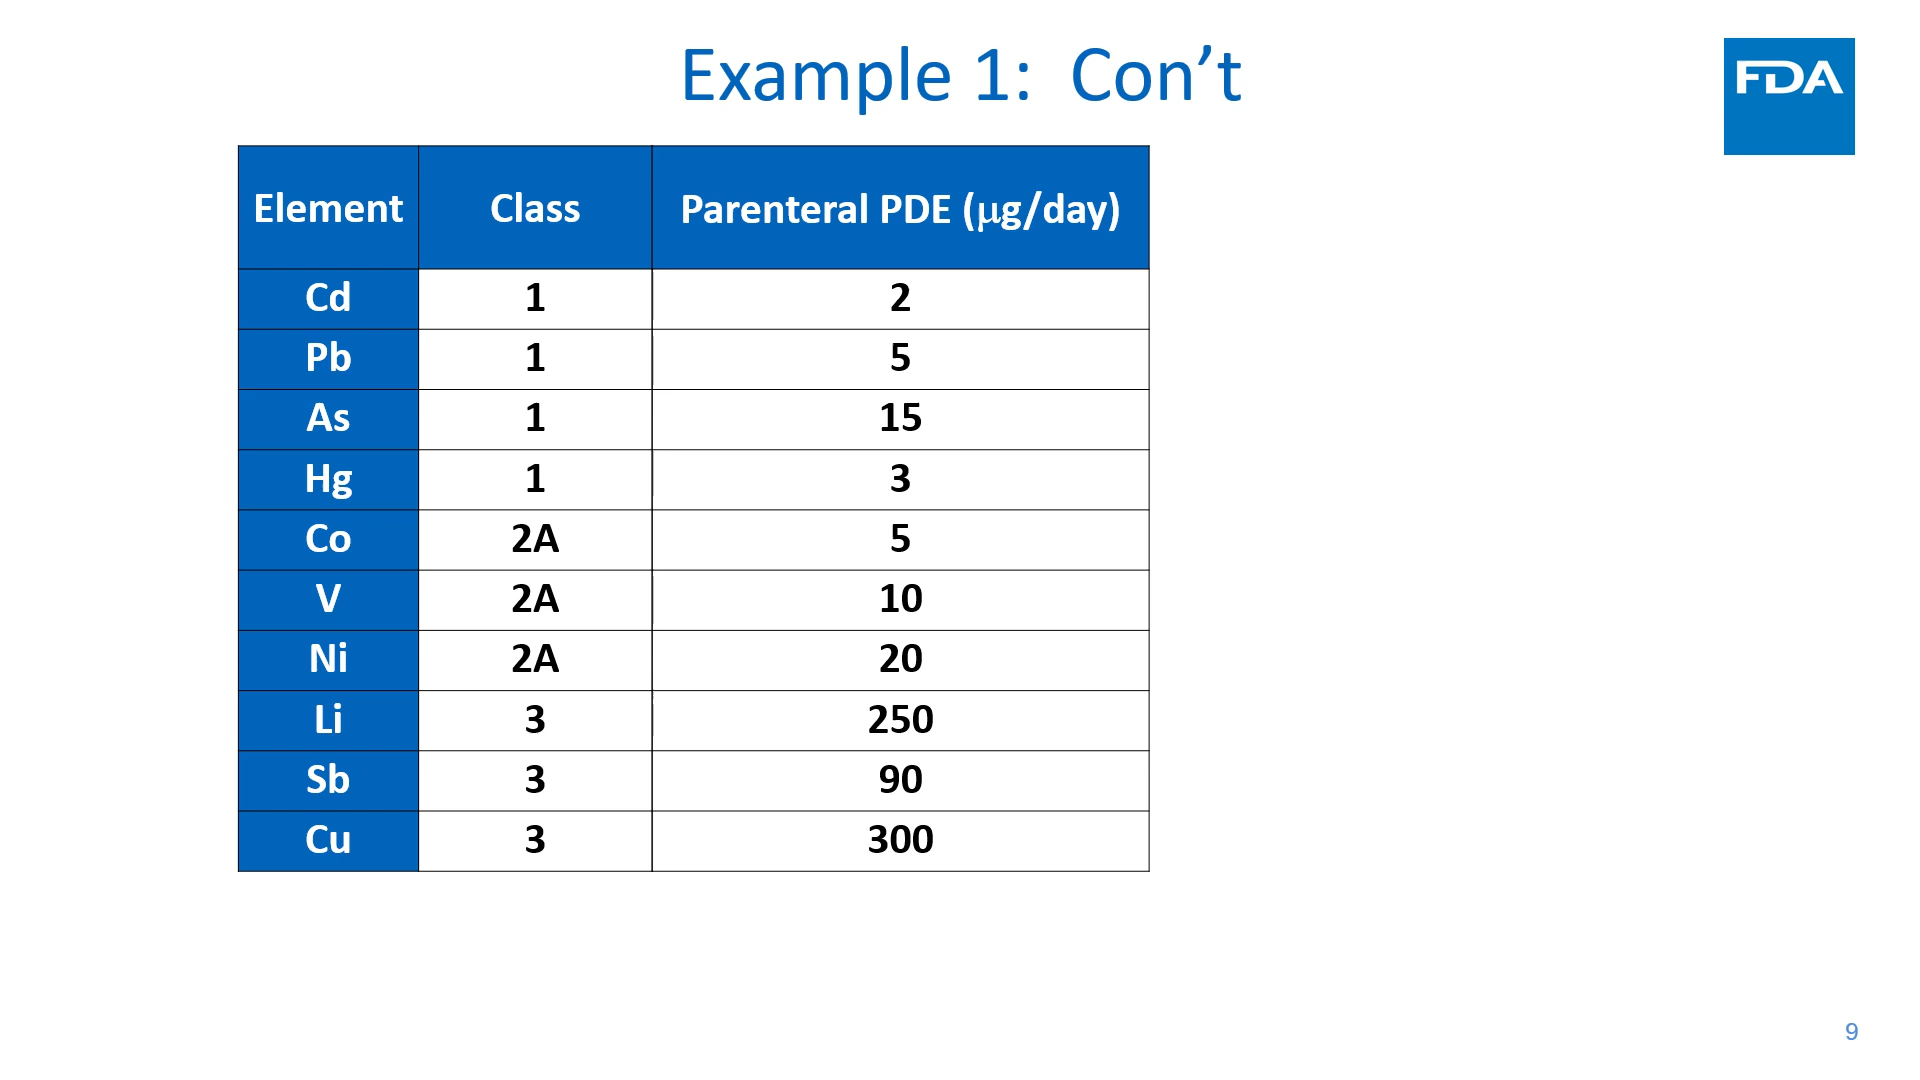 Example 1:  Con’t
FDA
Element Class Parenteral PDE (μg/day)
Cd 1 2
Pb 1 5
As 1 15
Hg 1 3
Co 2A 5
V 2A 10
Ni 2A 20
Li 3 250
Sb 3 90
Cu 3 300
9